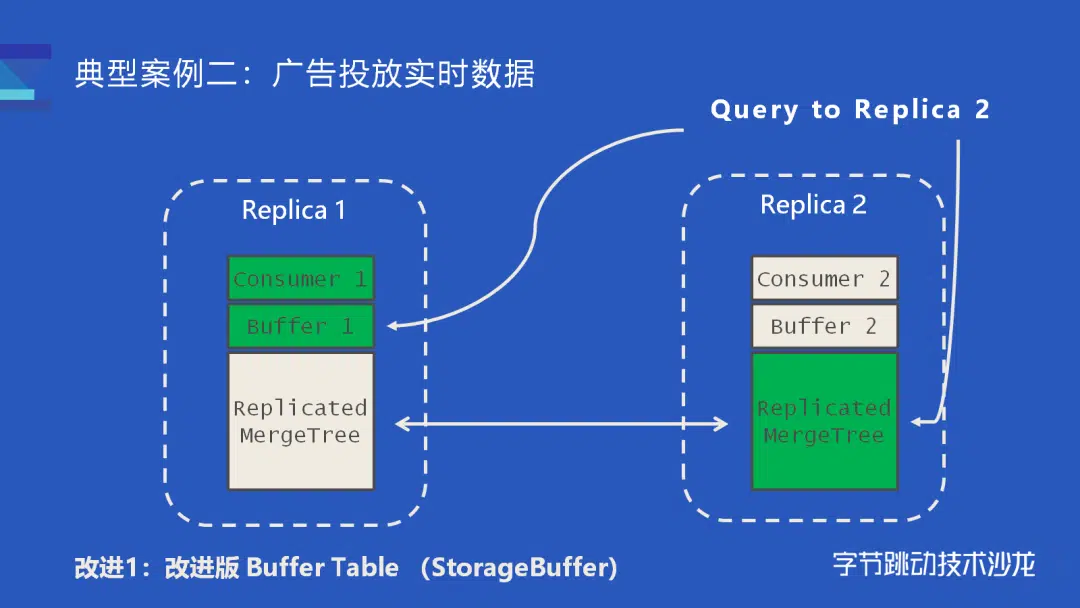 典型案例二：广告投放实时数据
Query to Replica 2
Replica 1
Consumer 1
Buffer 1
Replicated
MergeTree
Replica 2
Consumer 2
Buffer 2
Replicated
MergeTree
改进1：改进版 Buffer Table （StorageBuffer）
字节跳动技术沙龙